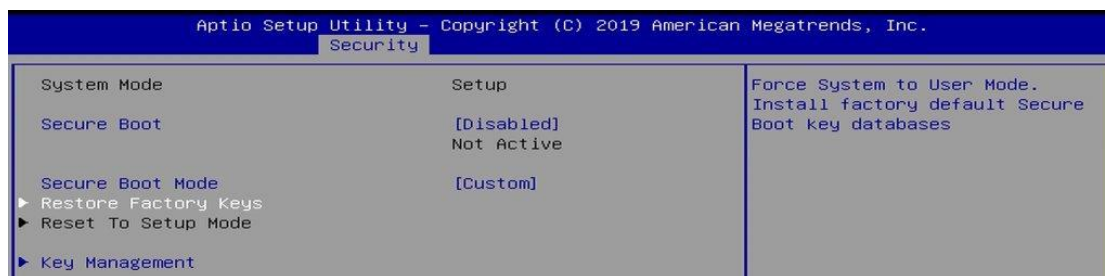 Aptio Setup Utility – Copyright (C) 2019 American Megatrends, Inc.
Security
System Mode Setup
Secure Boot [Disabled]
Not Active
Secure Boot Mode [Custom]
Restore Factory Keys
Reset To Setup Mode
Key Management
Force System to User Mode.
Install factory default Secure
Boot key databases